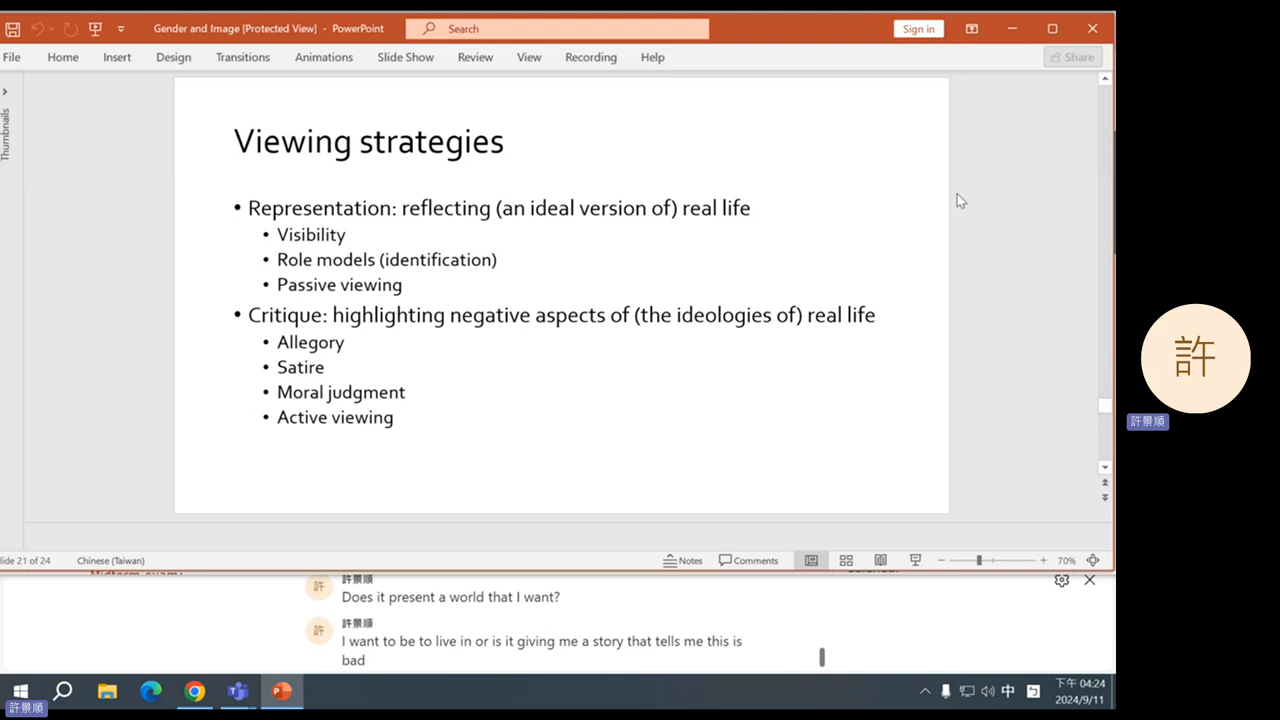 Gender and Image [Protected View] - PowerPoint
Search
Sign in
File Home Insert Design Transitions Animations Slide Show Review View Recording Help
Share
Thumbnails
Viewing strategies
• Representation: reflecting (an ideal version of) real life
• Visibility
• Role models (identification)
• Passive viewing
• Critique: highlighting negative aspects of (the ideologies of) real life
• Allegory
• Satire
• Moral judgment
• Active viewing
許
許景順
lide 21 of 24 Chinese (Taiwan) Notes Comments 70%
許 許景順
Does it present a world that I want?
許 許景順
I want to be to live in or is it giving me a story that tells me this is
bad
中
下午 04:24
2024/9/11
許景順